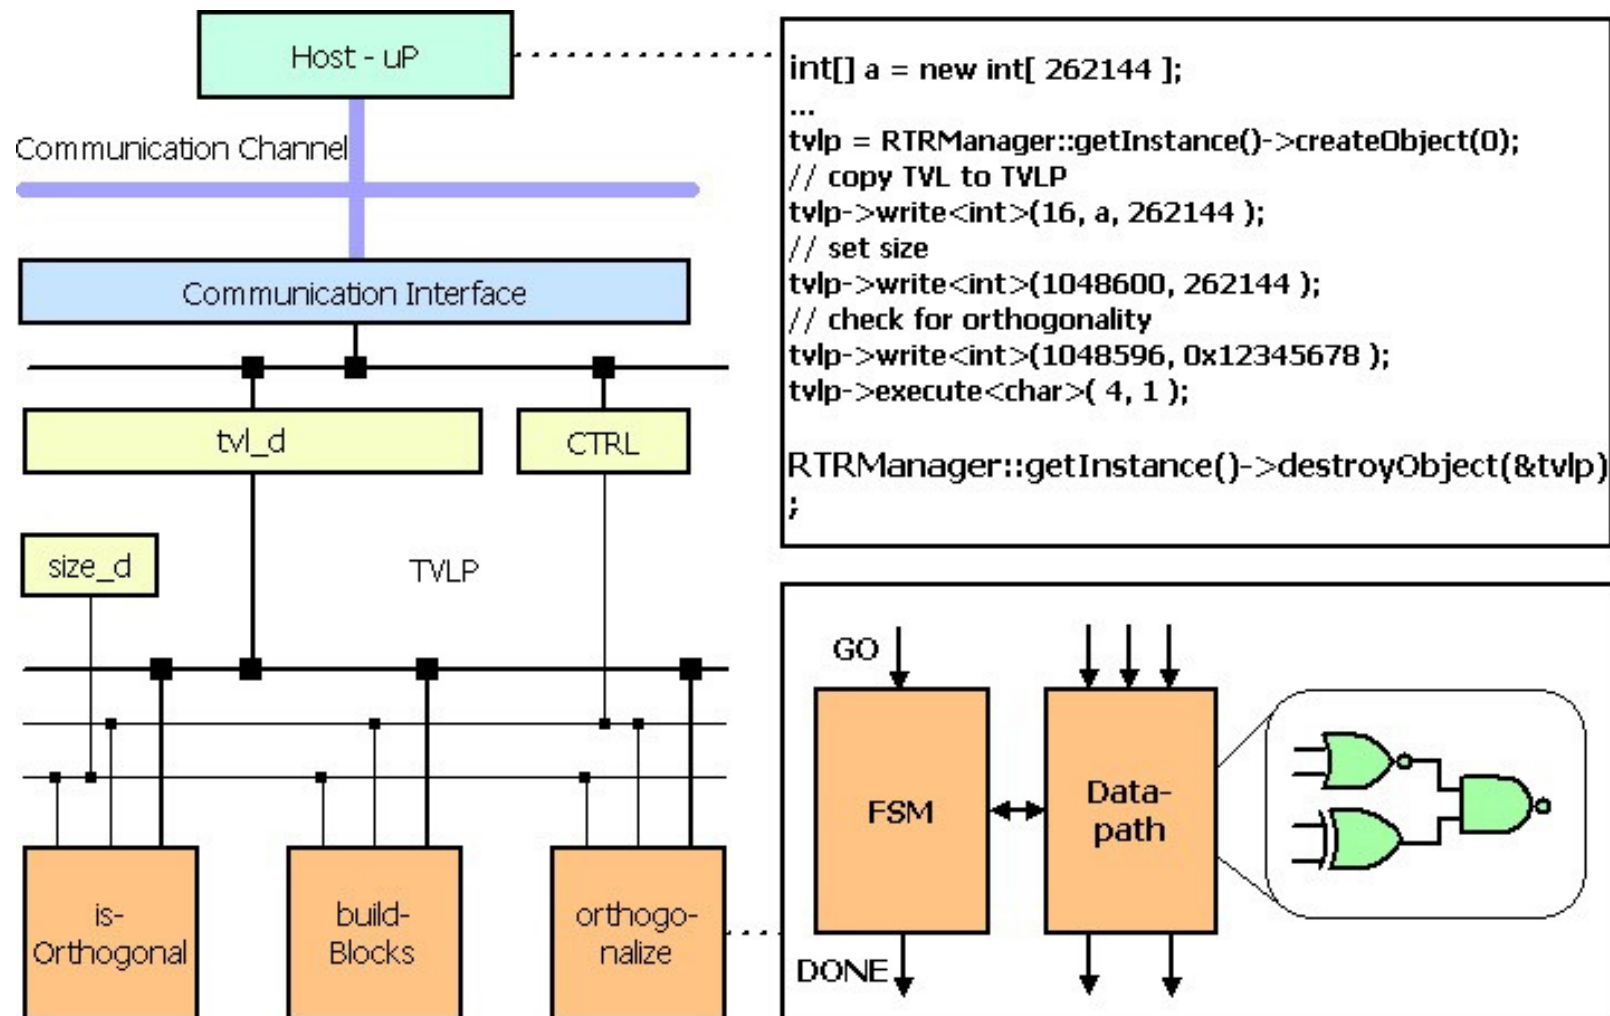 Host - uP
Communication Channel
Communication Interface
tvl_d
CTRL
size_d
TVLP
is-
Orthogonal
build-
Blocks
orthogo-
nalize
int[] a = new int[ 262144 ];
...
tvlp = RTRManager::getInstance()->createObject(0);
// copy TVL to TVLP
tvlp->write<int>(16, a, 262144 );
// set size
tvlp->write<int>(1048600, 262144 );
// check for orthogonality
tvlp->write<int>(1048596, 0x12345678 );
tvlp->execute<char>( 4, 1 );
RTRManager::getInstance()->destroyObject(&tvlp)
;
GO
FSM
Data-
path
DONE